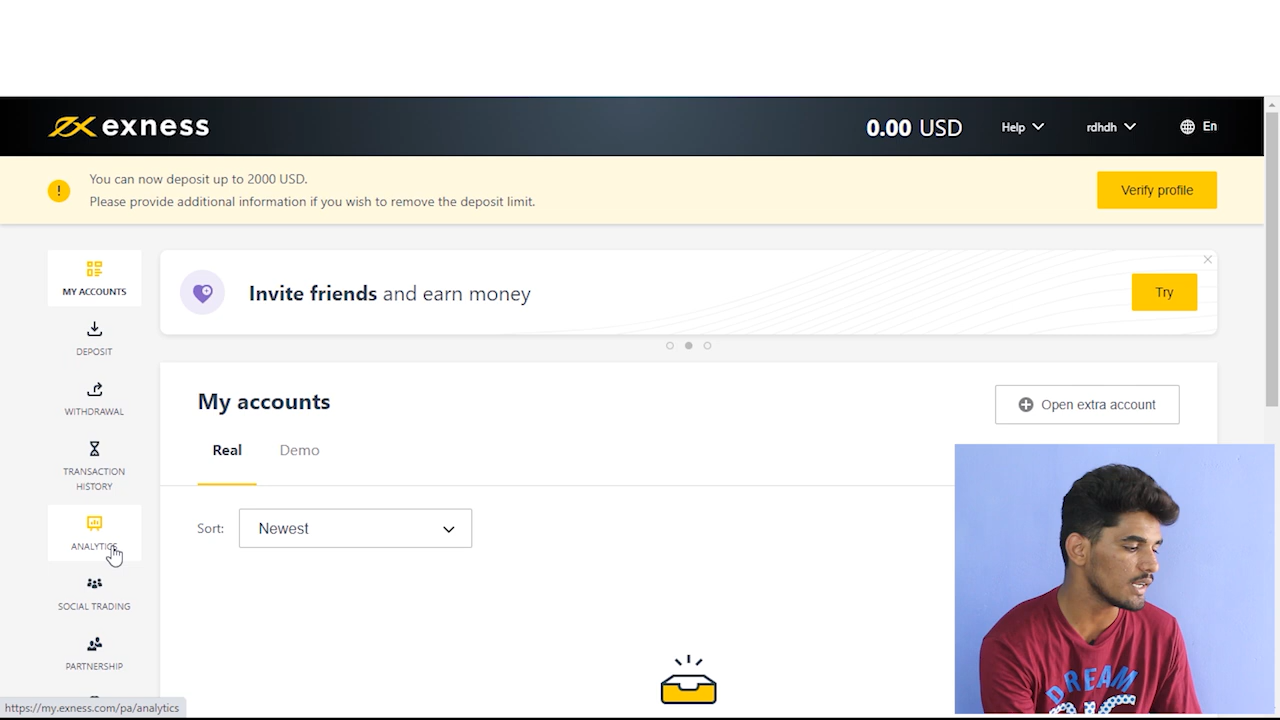 exness
0.00 USD
Help
rdhdh
En
!
You can now deposit up to 2000 USD.
Please provide additional information if you wish to remove the deposit limit.
Verify profile
MY ACCOUNTS
Invite friends and earn money
Try
DEPOSIT
WITHDRAWAL
TRANSACTION
HISTORY
ANALYTICS
SOCIAL TRADING
PARTNERSHIP
My accounts
Open extra account
Real Demo
Sort: Newest
DREAM
https://my.exness.com/pa/analytics